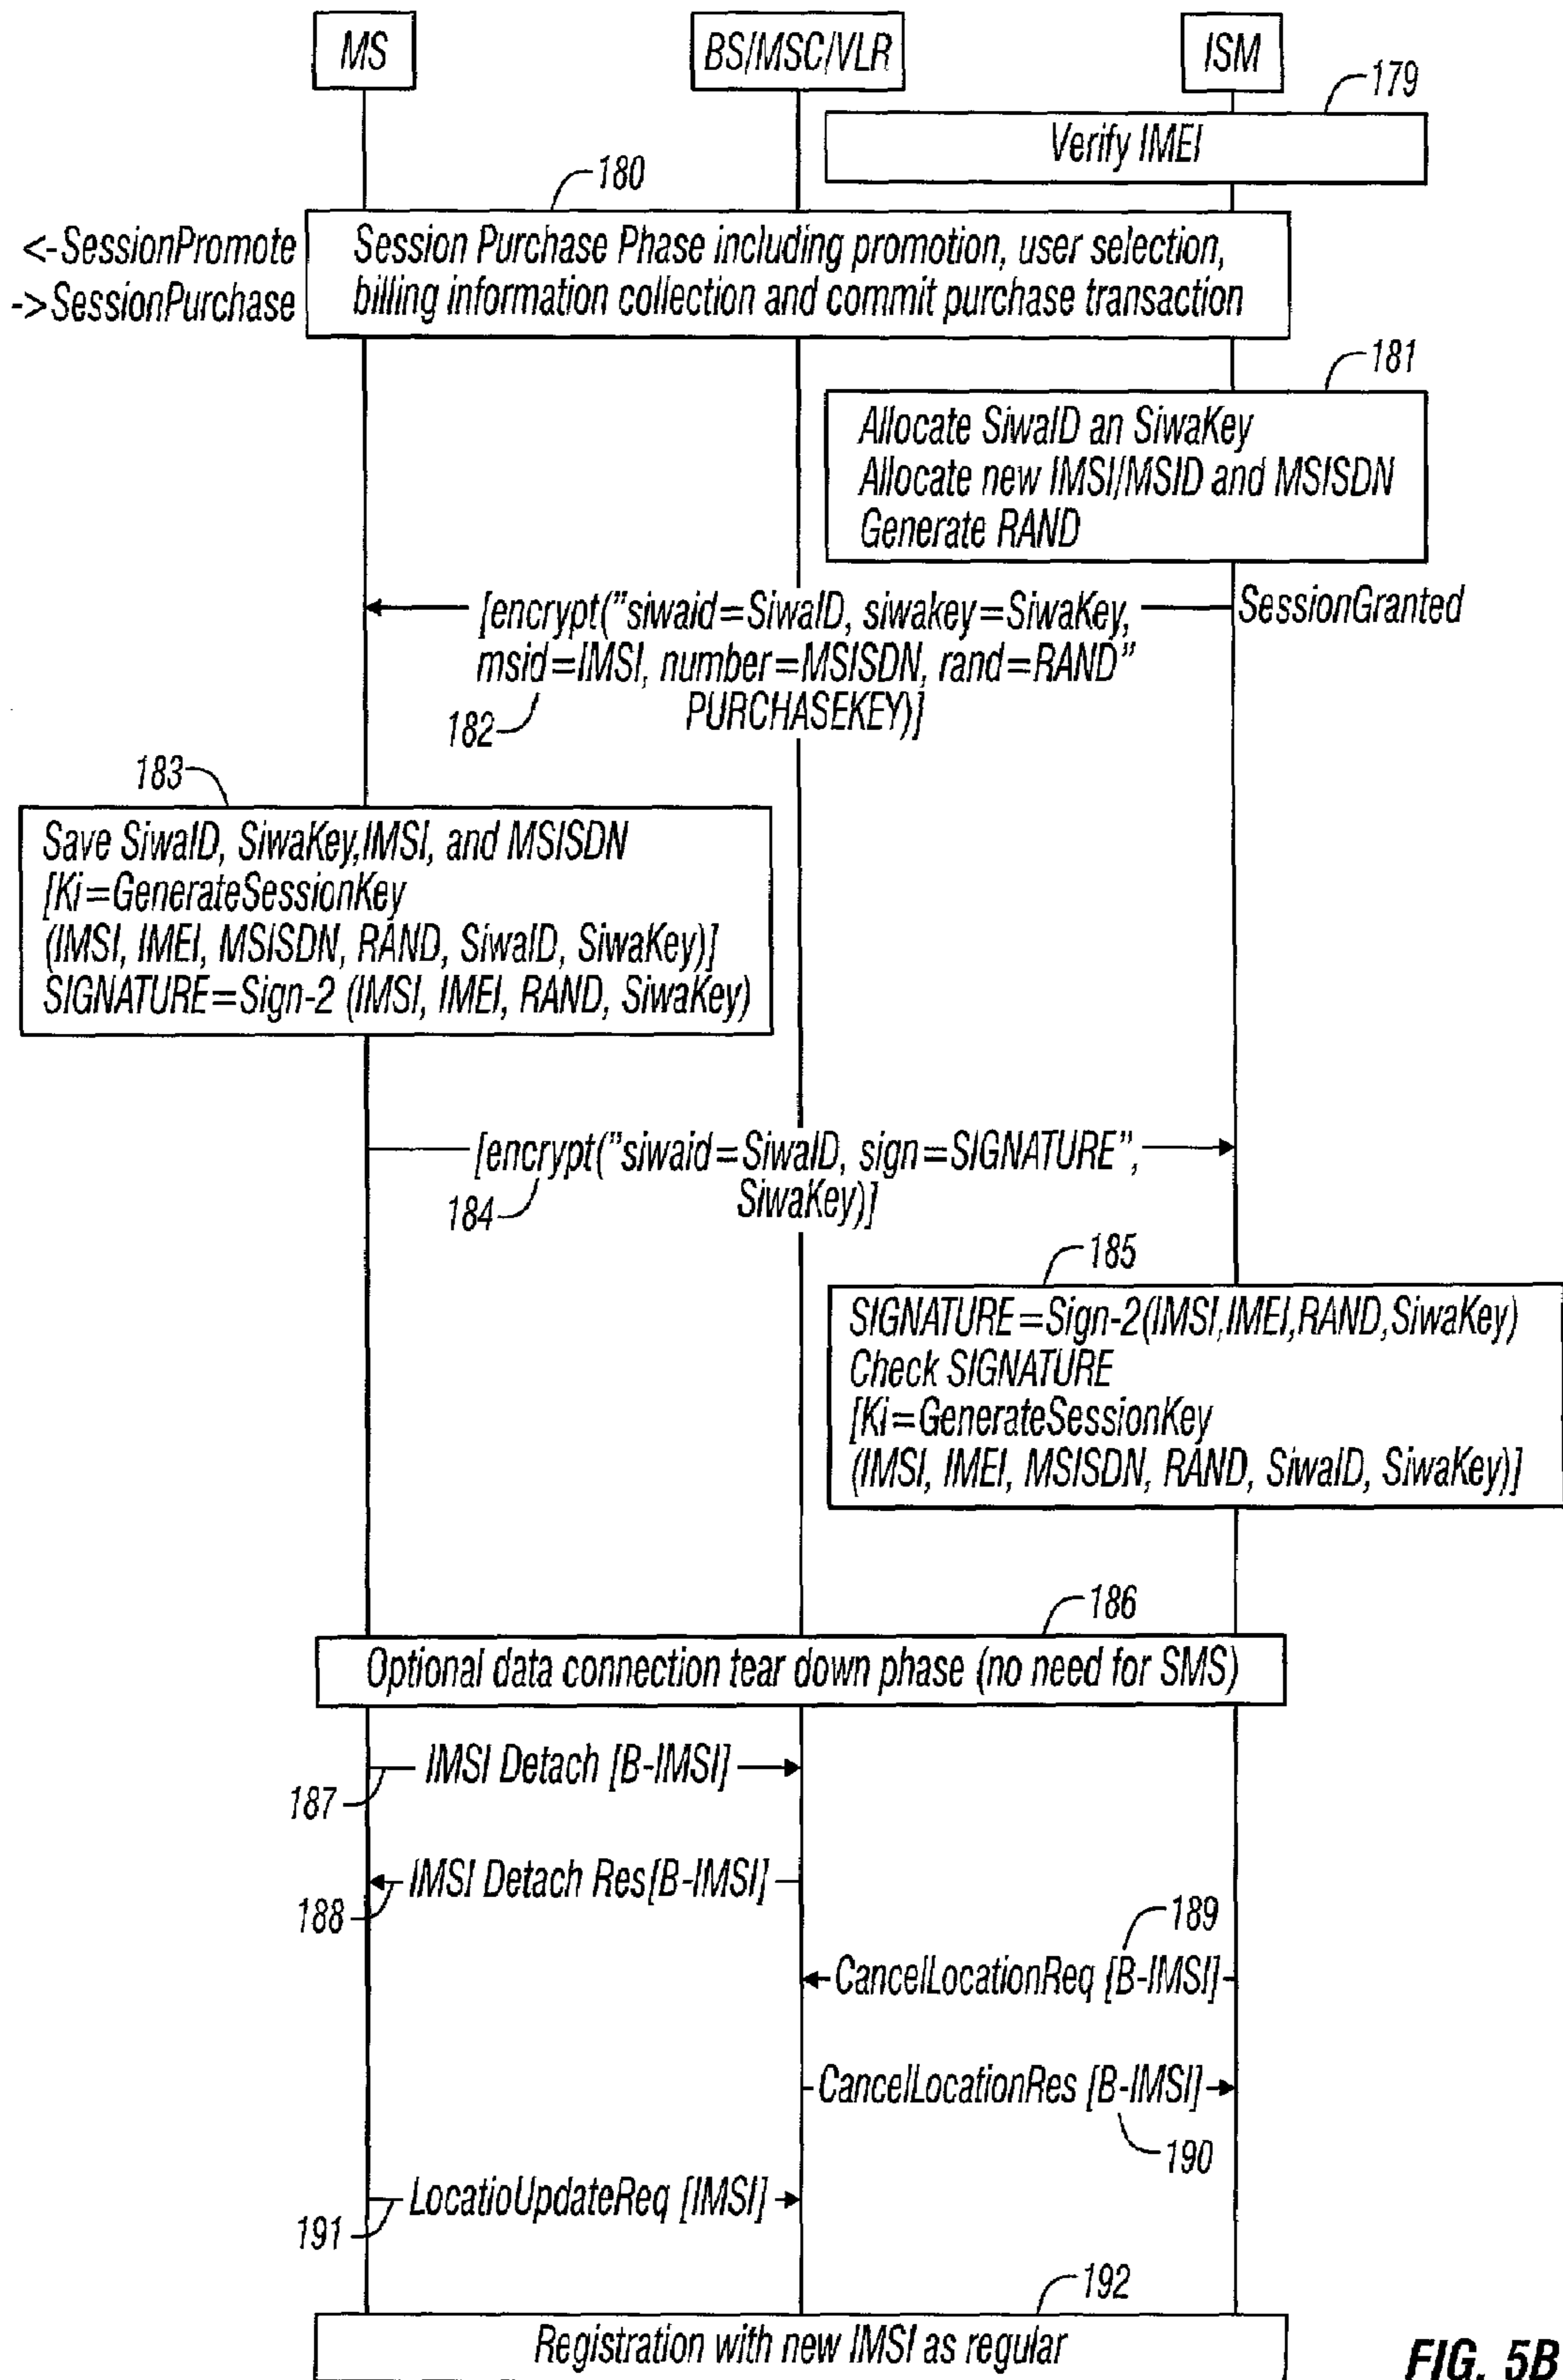 MS
BS/MSC/VLR
ISM
179
Verify IMEI
180
<-SessionPromote
->SessionPurchase
Session Purchase Phase including promotion, user selection,
billing information collection and commit purchase transaction
181
Allocate SiwaID an SiwaKey
Allocate new IMSI/MSID and MSISDN
Generate RAND
[encrypt("siwaid=SiwaID, siwakey=SiwaKey,
msid=IMSI, number=MSISDN, rand=RAND"
PURCHASEKEY)]
SessionGranted
182
183
Save SiwaID, SiwaKey,IMSI, and MSISDN
[Ki=GenerateSessionKey
(IMSI, IMEI, MSISDN, RAND, SiwaID, SiwaKey)]
SIGNATURE=Sign-2 (IMSI, IMEI, RAND, SiwaKey)
[encrypt("siwaid=SiwaID, sign=SIGNATURE",
SiwaKey)]
184
185
SIGNATURE=Sign-2(IMSI,IMEI,RAND,SiwaKey)
Check SIGNATURE
[Ki=GenerateSessionKey
(IMSI, IMEI, MSISDN, RAND, SiwaID, SiwaKey)]
186
Optional data connection tear down phase (no need for SMS)
IMSI Detach [B-IMSI]
187
IMSI Detach Res[B-IMSI]
188
189
CancelLocationReq [B-IMSI]
CancelLocationRes [B-IMSI]
190
LocatioUpdateReq [IMSI]
191
192
Registration with new IMSI as regular
FIG. 5B